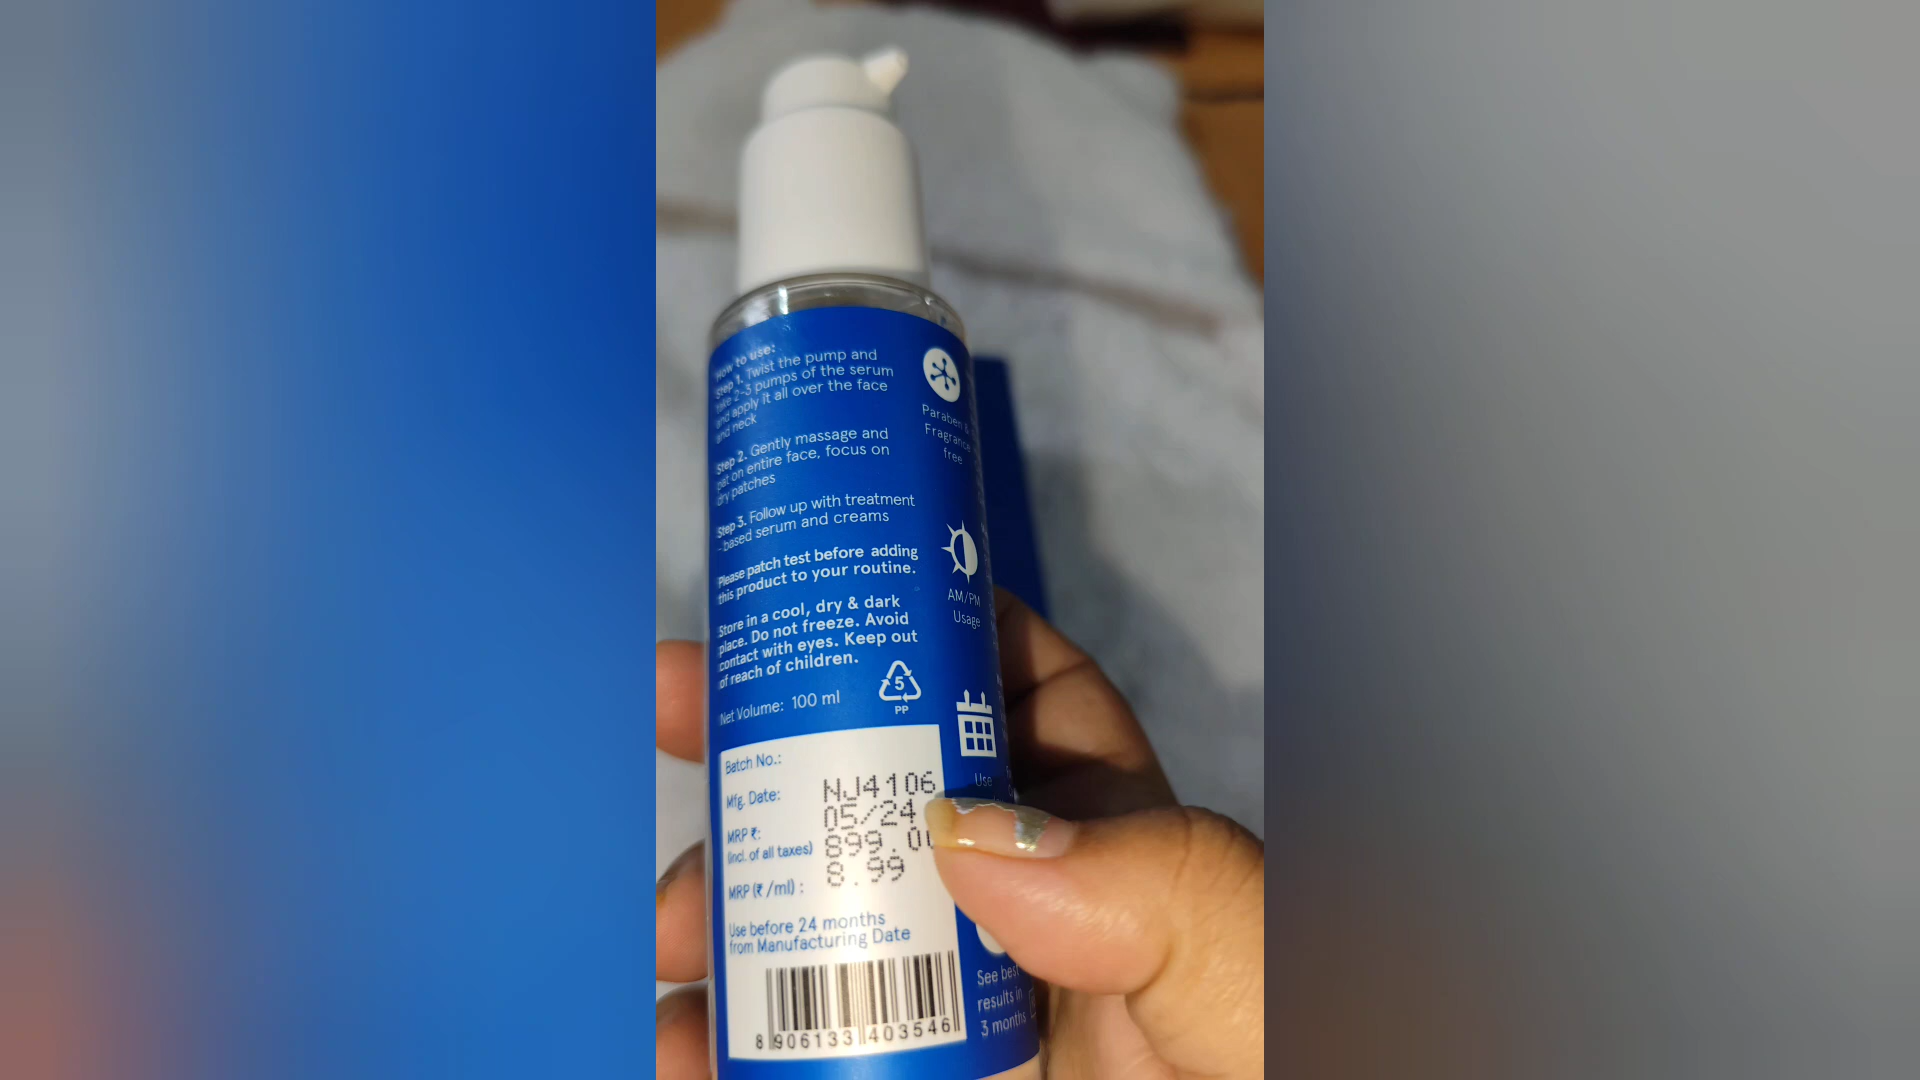 How to use:
Step 1. Twist the pump and
take 2-3 pumps of the serum
and apply it all over the face
and neck
Step 2. Gently massage and
pat on entire face, focus on
dry patches
Step 3. Follow up with treatment
-based serum and creams
Please patch test before adding
this product to your routine.
Store in a cool, dry & dark
place. Do not freeze. Avoid
contact with eyes. Keep out
of reach of children.
Net Volume: 100 ml
5
PP
Batch No.: NJ4106
Mfg. Date: 05/24
MRP ₹: 899.00
(incl. of all taxes)
MRP (₹ /ml) : 8.99
Use before 24 months
from Manufacturing Date
8 906133 403546
Paraben &
Fragrance
free
AM/PM
Usage
Use
See best
results in
3 months